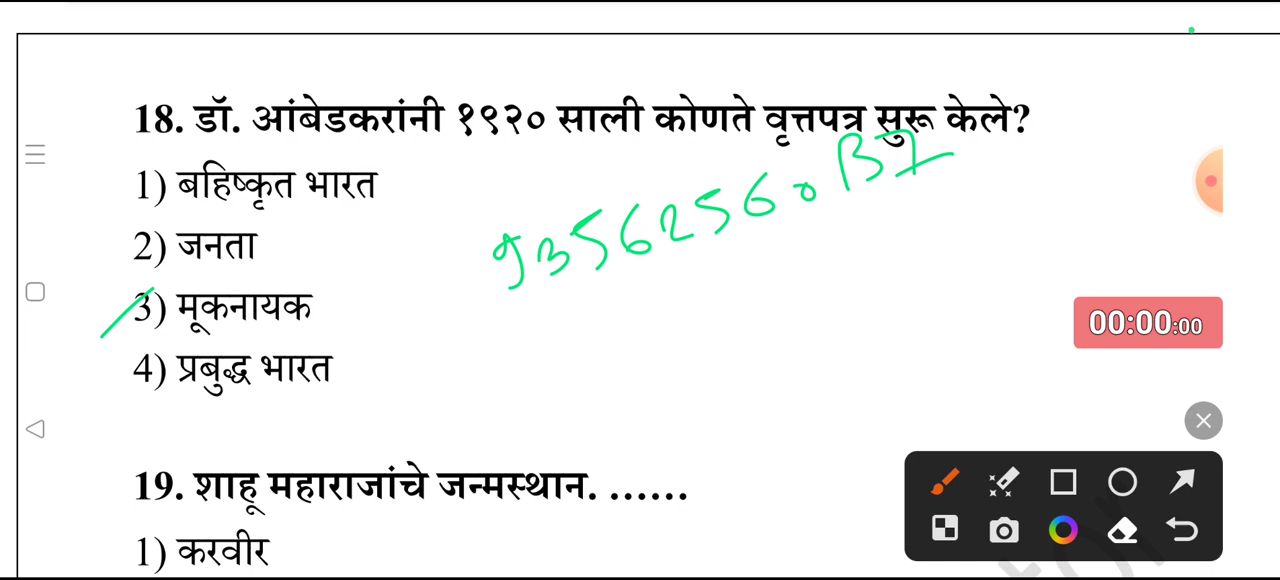 18. डॉ. आंबेडकरांनी १९२० साली कोणते वृत्तपत्र सुरू केले?
1) बहिष्कृत भारत
2) जनता
93562560
3) मूकनायक
00:00:00
4) प्रबुद्ध भारत
19. शाहू महाराजांचे जन्मस्थान. ......
1) करवीर